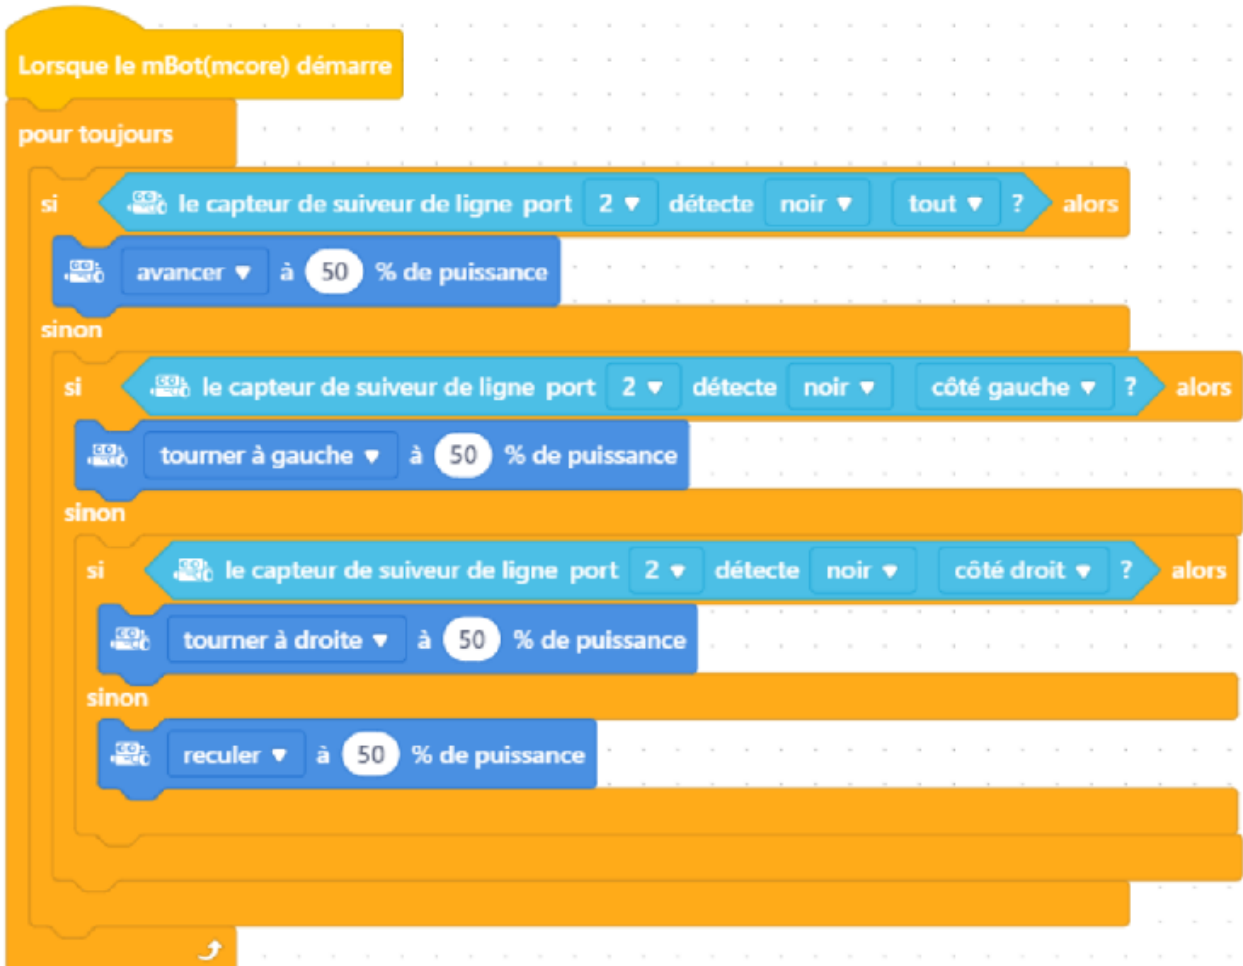 Lorsque le mBot(mcore) démarre
pour toujours
si le capteur de suiveur de ligne port 2 détecte noir tout ? alors
avancer à 50 % de puissance
sinon
si le capteur de suiveur de ligne port 2 détecte noir côté gauche ? alors
tourner à gauche à 50 % de puissance
sinon
si le capteur de suiveur de ligne port 2 détecte noir côté droit ? alors
tourner à droite à 50 % de puissance
sinon
reculer à 50 % de puissance